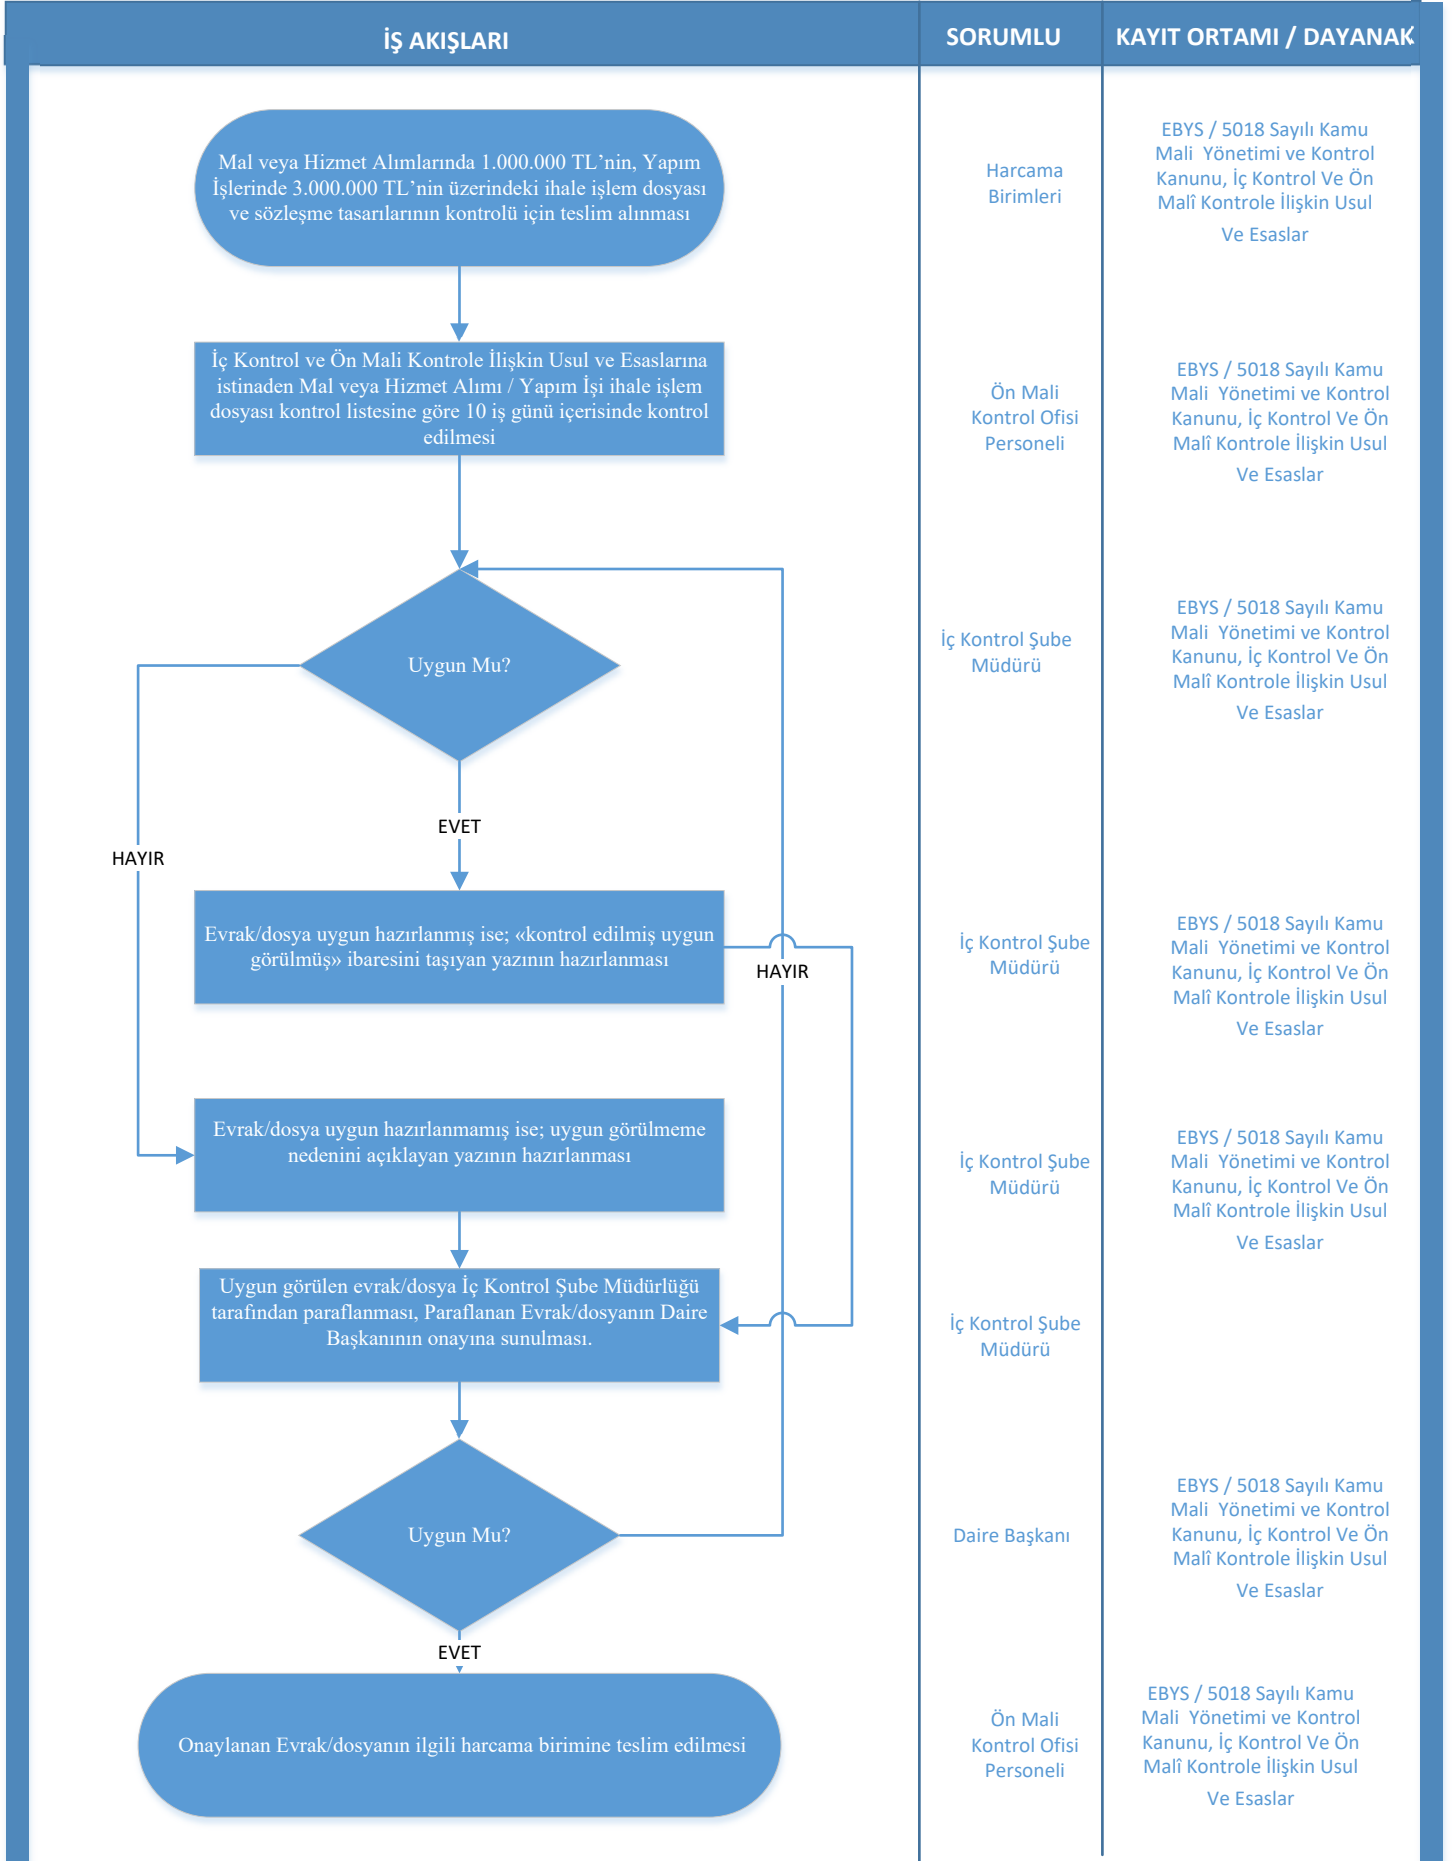 İŞ AKIŞLARI
SORUMLU
KAYIT ORTAMI / DAYANAK
Mal veya Hizmet Alımlarında 1.000.000 TL’nin, Yapım
İşlerinde 3.000.000 TL’nin üzerindeki ihale işlem dosyası
ve sözleşme tasarılarının kontrolü için teslim alınması
Harcama
Birimleri
EBYS / 5018 Sayılı Kamu
Mali  Yönetimi ve Kontrol
Kanunu, İç Kontrol Ve Ön
Malî Kontrole İlişkin Usul
Ve Esaslar
İç Kontrol ve Ön Mali Kontrole İlişkin Usul ve Esaslarına
istinaden Mal veya Hizmet Alımı / Yapım İşi ihale işlem
dosyası kontrol listesine göre 10 iş günü içerisinde kontrol
edilmesi
Ön Mali
Kontrol Ofisi
Personeli
EBYS / 5018 Sayılı Kamu
Mali  Yönetimi ve Kontrol
Kanunu, İç Kontrol Ve Ön
Malî Kontrole İlişkin Usul
Ve Esaslar
Uygun Mu?
İç Kontrol Şube
Müdürü
EBYS / 5018 Sayılı Kamu
Mali  Yönetimi ve Kontrol
Kanunu, İç Kontrol Ve Ön
Malî Kontrole İlişkin Usul
Ve Esaslar
EVET
HAYIR
Evrak/dosya uygun hazırlanmış ise; «kontrol edilmiş uygun
görülmüş» ibaresini taşıyan yazının hazırlanması
HAYIR
İç Kontrol Şube
Müdürü
EBYS / 5018 Sayılı Kamu
Mali  Yönetimi ve Kontrol
Kanunu, İç Kontrol Ve Ön
Malî Kontrole İlişkin Usul
Ve Esaslar
Evrak/dosya uygun hazırlanmamış ise; uygun görülmeme
nedenini açıklayan yazının hazırlanması
İç Kontrol Şube
Müdürü
EBYS / 5018 Sayılı Kamu
Mali  Yönetimi ve Kontrol
Kanunu, İç Kontrol Ve Ön
Malî Kontrole İlişkin Usul
Ve Esaslar
Uygun görülen evrak/dosya İç Kontrol Şube Müdürlüğü
tarafından paraflanması, Paraflanan Evrak/dosyanın Daire
Başkanının onayına sunulması.
İç Kontrol Şube
Müdürü
Uygun Mu?
Daire Başkanı
EBYS / 5018 Sayılı Kamu
Mali  Yönetimi ve Kontrol
Kanunu, İç Kontrol Ve Ön
Malî Kontrole İlişkin Usul
Ve Esaslar
EVET
Onaylanan Evrak/dosyanın ilgili harcama birimine teslim edilmesi
Ön Mali
Kontrol Ofisi
Personeli
EBYS / 5018 Sayılı Kamu
Mali  Yönetimi ve Kontrol
Kanunu, İç Kontrol Ve Ön
Malî Kontrole İlişkin Usul
Ve Esaslar